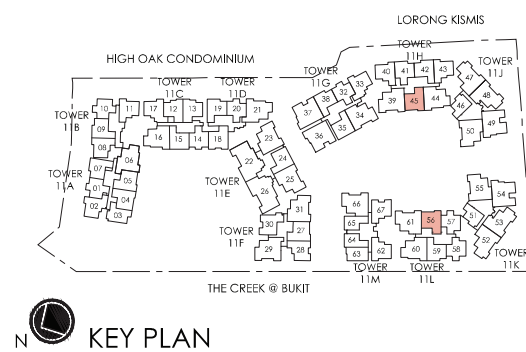 LORONG KISMIS
HIGH OAK CONDOMINIUM
TOWER
11H
TOWER
11J
TOWER
11G
TOWER
11C
TOWER
11D
40 41 42 43
47
48
46
49
50
39 45 44
33
32
38
37
34
35
36
TOWER
11B
10 11
09
08
17 12 13
19 20 21
16 15 14 18
TOWER
11A
07 06
01 05
02 04
03
23
22 24
25
26
TOWER
11E
31
30 27
29 28
TOWER
11F
66
67
65
64
63 62
TOWER
11M
61 56 57
60 59 58
TOWER
11L
55 54
51 53
52
TOWER
11K
THE CREEK @ BUKIT
N
KEY PLAN